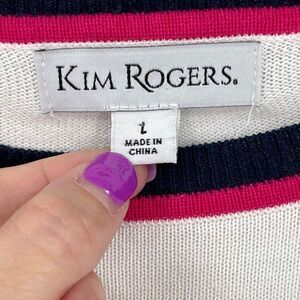 KIM ROGERS.
L
MADE IN
CHINA